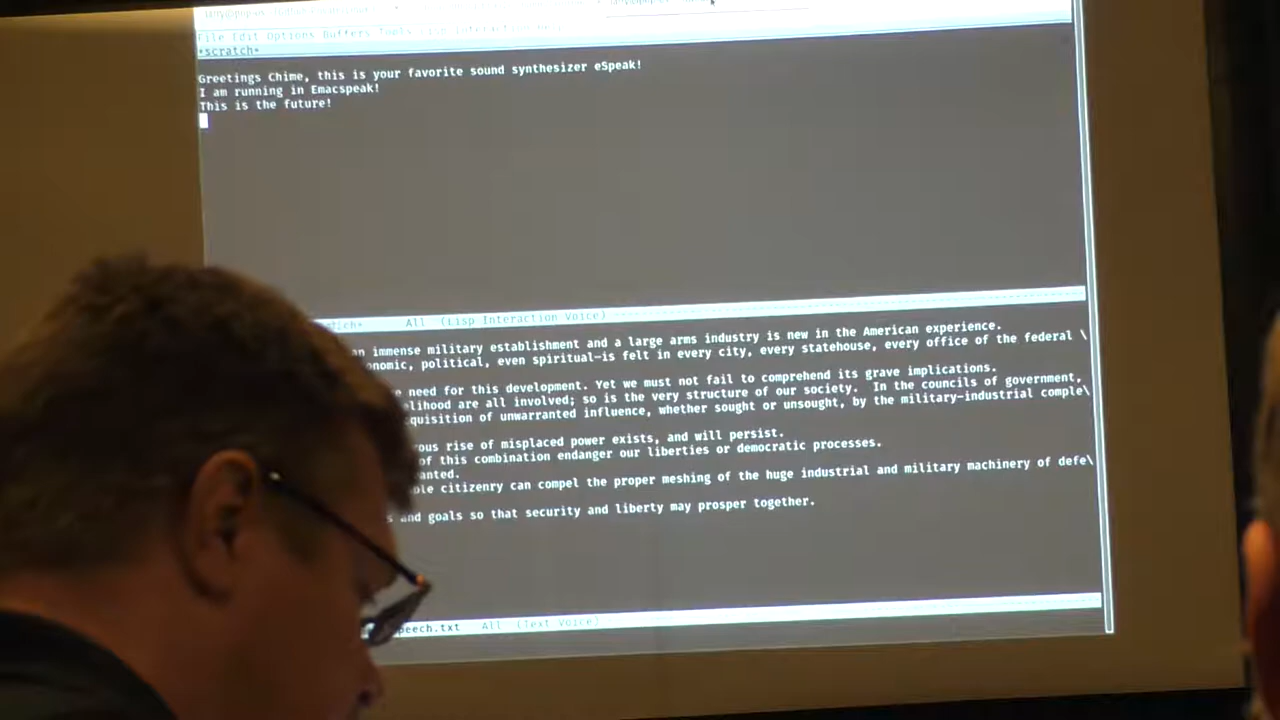 File Edit Options Buffers Tools Lisp-Interaction Help
*scratch*
Greetings Chime, this is your favorite sound synthesizer eSpeak!
I am running in Emacspeak!
This is the future!
All (Lisp Interaction Voice)
an immense military establishment and a large arms industry is new in the American experience.
onomic, political, even spiritual-is felt in every city, every statehouse, every office of the federal \
need for this development. Yet we must not fail to comprehend its grave implications.
elihood are all involved; so is the very structure of our society. In the councils of government,
quisition of unwarranted influence, whether sought or unsought, by the military-industrial comple\
rous rise of misplaced power exists, and will persist.
of this combination endanger our liberties or democratic processes.
anted.
ble citizenry can compel the proper meshing of the huge industrial and military machinery of defe\
s and goals so that security and liberty may prosper together.
peech.txt All (Text Voice)